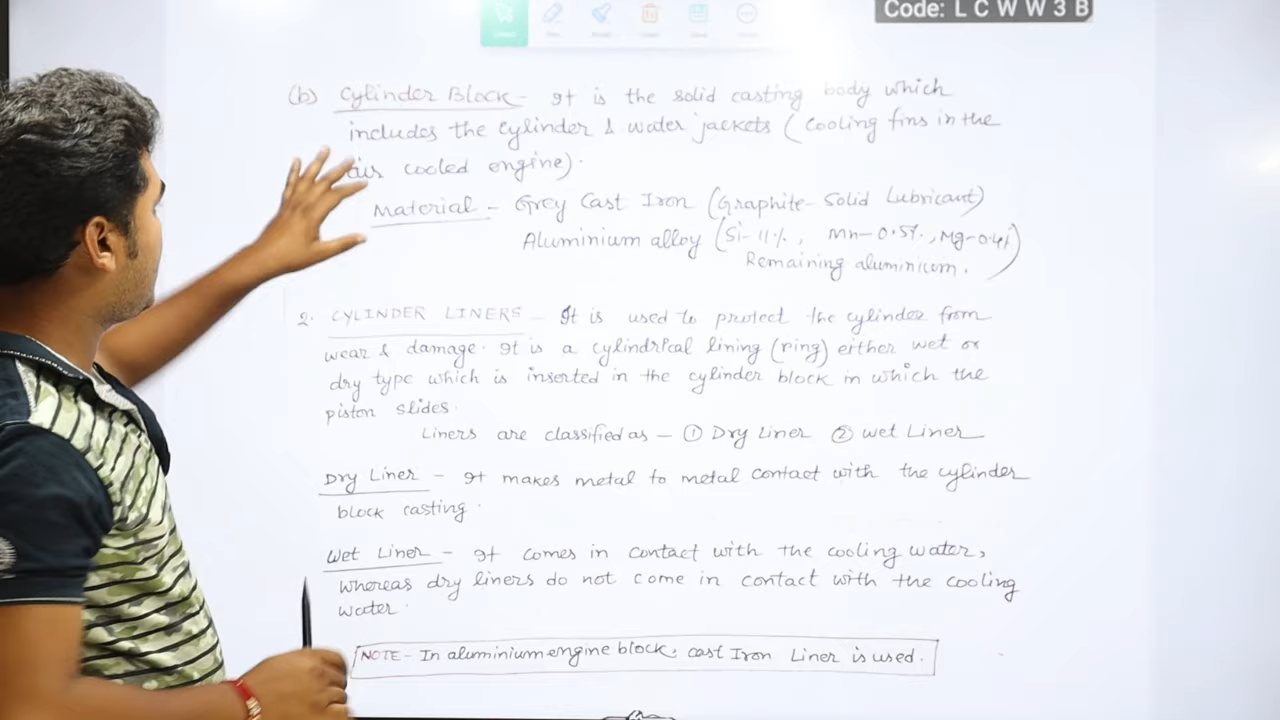 Code: L C W W 3 B
(b) Cylinder Block - It is the solid casting body which
includes the cylinder & water jackets (cooling fins in the
air cooled engine).
Material - Grey Cast Iron (Graphite - Solid Lubricant)
Aluminium alloy (Si-11%, Mn-0.5%, Mg-0.4%
Remaining aluminium.)
2. CYLINDER LINERS - It is used to protect the cylinder from
wear & damage. It is a cylindrical lining (ring) either wet or
dry type which is inserted in the cylinder block in which the
piston slides.
Liners are classified as - ① Dry Liner ② Wet Liner
Dry Liner - It makes metal to metal contact with the cylinder
block casting.
Wet Liner - It comes in contact with the cooling water,
whereas dry liners do not come in contact with the cooling
water.
NOTE - In aluminium engine block, cast Iron Liner is used.